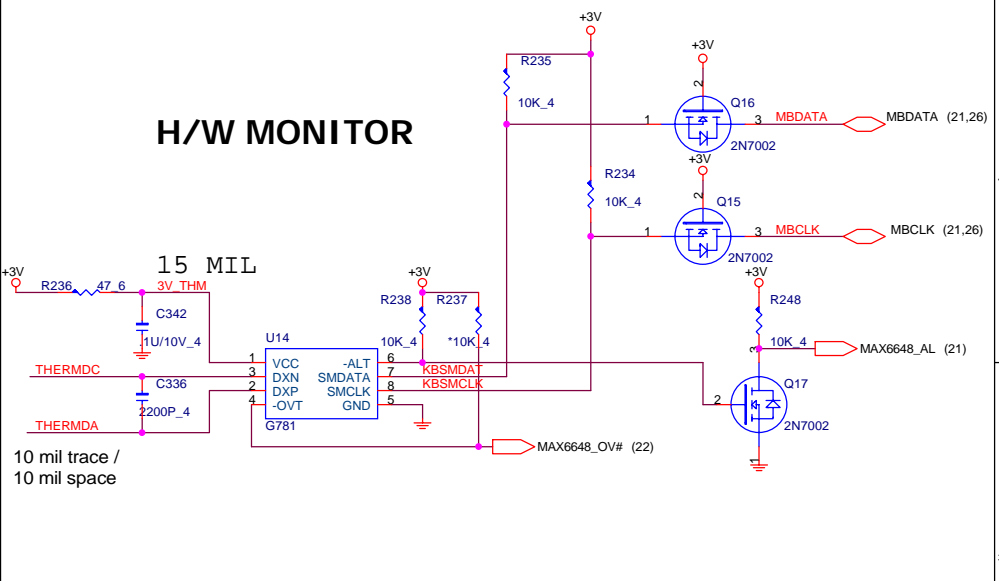 +3V
R235
+3V
10K_4
2
Q16
H/W MONITOR
1
3
MBDATA
MBDATA (21,26)
2N7002
+3V
R234
2
Q15
10K_4
1
3
MBCLK
MBCLK (21,26)
2N7002
15 MIL
+3V
R236
47_6
3V_THM
+3V
+3V
R238
R237
R248
C342
.1U/10V_4
U14
10K_4
*10K_4
10K_4
3
MAX6648_AL (21)
1
VCC
-ALT
6
THERMDC
3
DXN
SMDATA
7
KBSMDAT
C336
2
DXP
SMCLK
8
KBSMCLK
Q17
2200P_4
4
-OVT
GND
5
2
G781
2N7002
THERMDA
MAX6648_OV# (22)
1
10 mil trace /
10 mil space